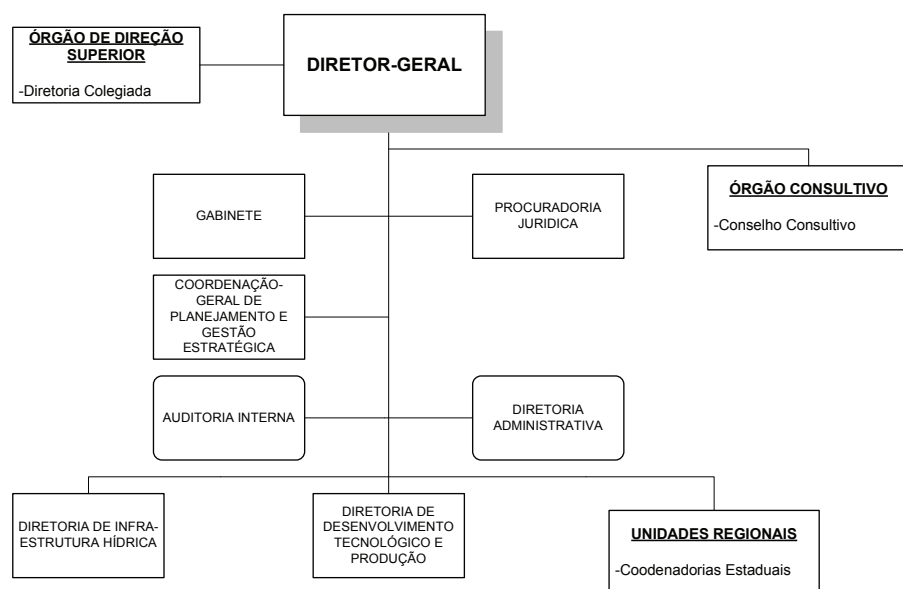 ÓRGÃO DE DIREÇÃO
SUPERIOR
-Diretoria Colegiada
DIRETOR-GERAL
ÓRGÃO CONSULTIVO
-Conselho Consultivo
GABINETE
PROCURADORIA
JURIDICA
COORDENAÇÃO-
GERAL DE
PLANEJAMENTO E
GESTÃO
ESTRATÉGICA
AUDITORIA INTERNA
DIRETORIA
ADMINISTRATIVA
DIRETORIA DE INFRA-
ESTRUTURA HÍDRICA
DIRETORIA DE
DESENVOLVIMENTO
TECNOLÓGICO E
PRODUÇÃO
UNIDADES REGIONAIS
-Coodenadorias Estaduais